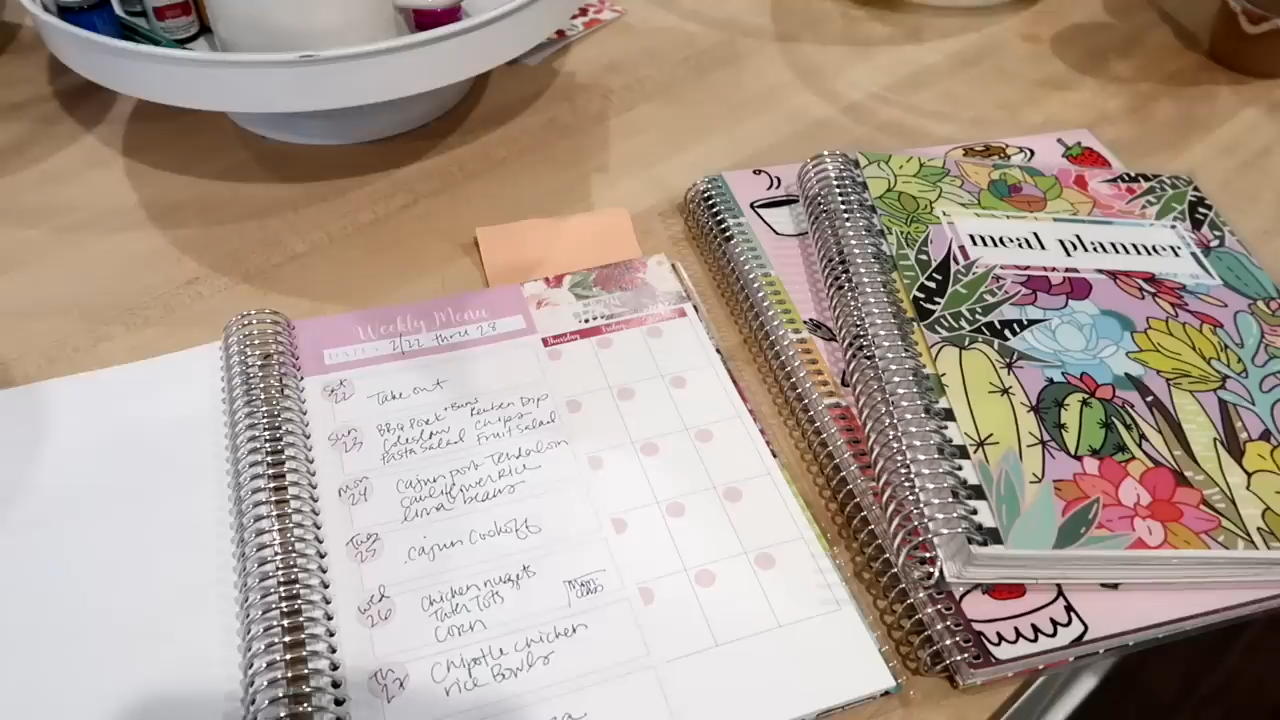 Weekly Menu
DATE: 2/22 thru 28
Thursday Friday
Sat 22 Take out
Sun 23 BBQ Pork + Buns Reuben Dip
Coleslaw Chips
Pasta Salad Fruit Salad
Mon 24 Cajun Pork Tenderloin
Cauliflower Rice
lima beans
Tues 25 Cajun Cookoff
Wed 26 Chicken nuggets
Tater Tots
Corn
Th 27 Chipotle chicken
rice Bowls
meal planner